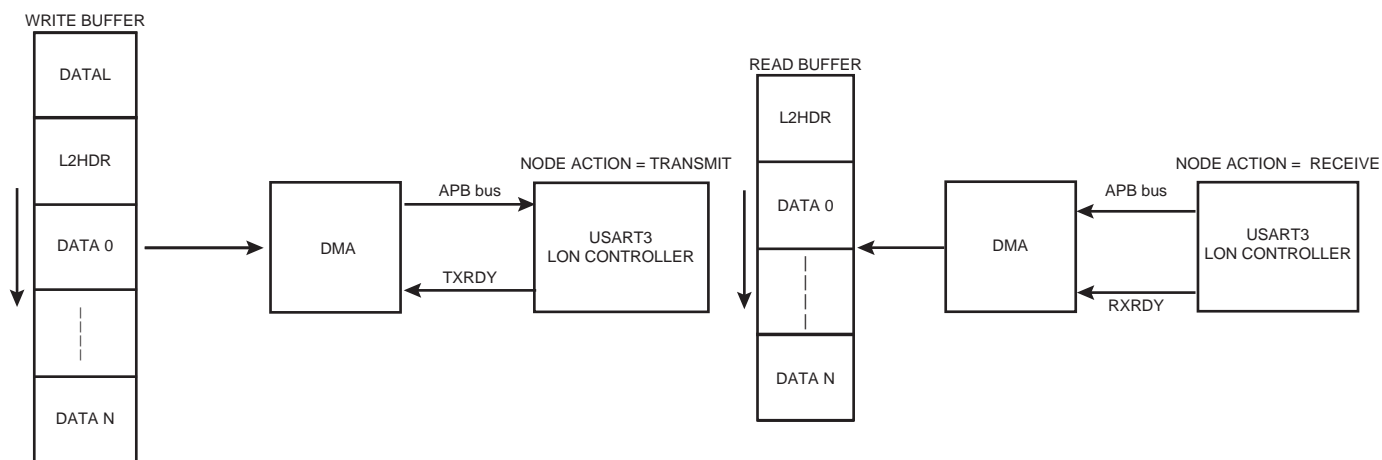 WRITE BUFFER
DATAL
L2HDR
DATA 0
DATA N
DMA
APB bus
TXRDY
NODE ACTION = TRANSMIT
USART3
LON CONTROLLER
READ BUFFER
L2HDR
DATA 0
DATA N
DMA
APB bus
RXRDY
NODE ACTION = RECEIVE
USART3
LON CONTROLLER